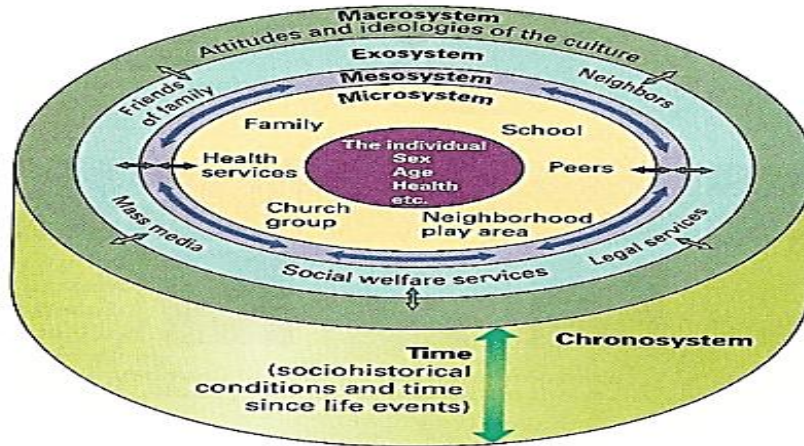 Macrosystem
Attitudes and ideologies of the culture
Exosystem
Mesosystem
Microsystem
Friends
of family
Neighbors
Family
School
The individual
Sex
Age
Health
etc.
Health
services
Peers
Church
group
Neighborhood
play area
Mass media
Social welfare services
Legal services
Chronosystem
Time
(sociohistorical
conditions and time
since life events)